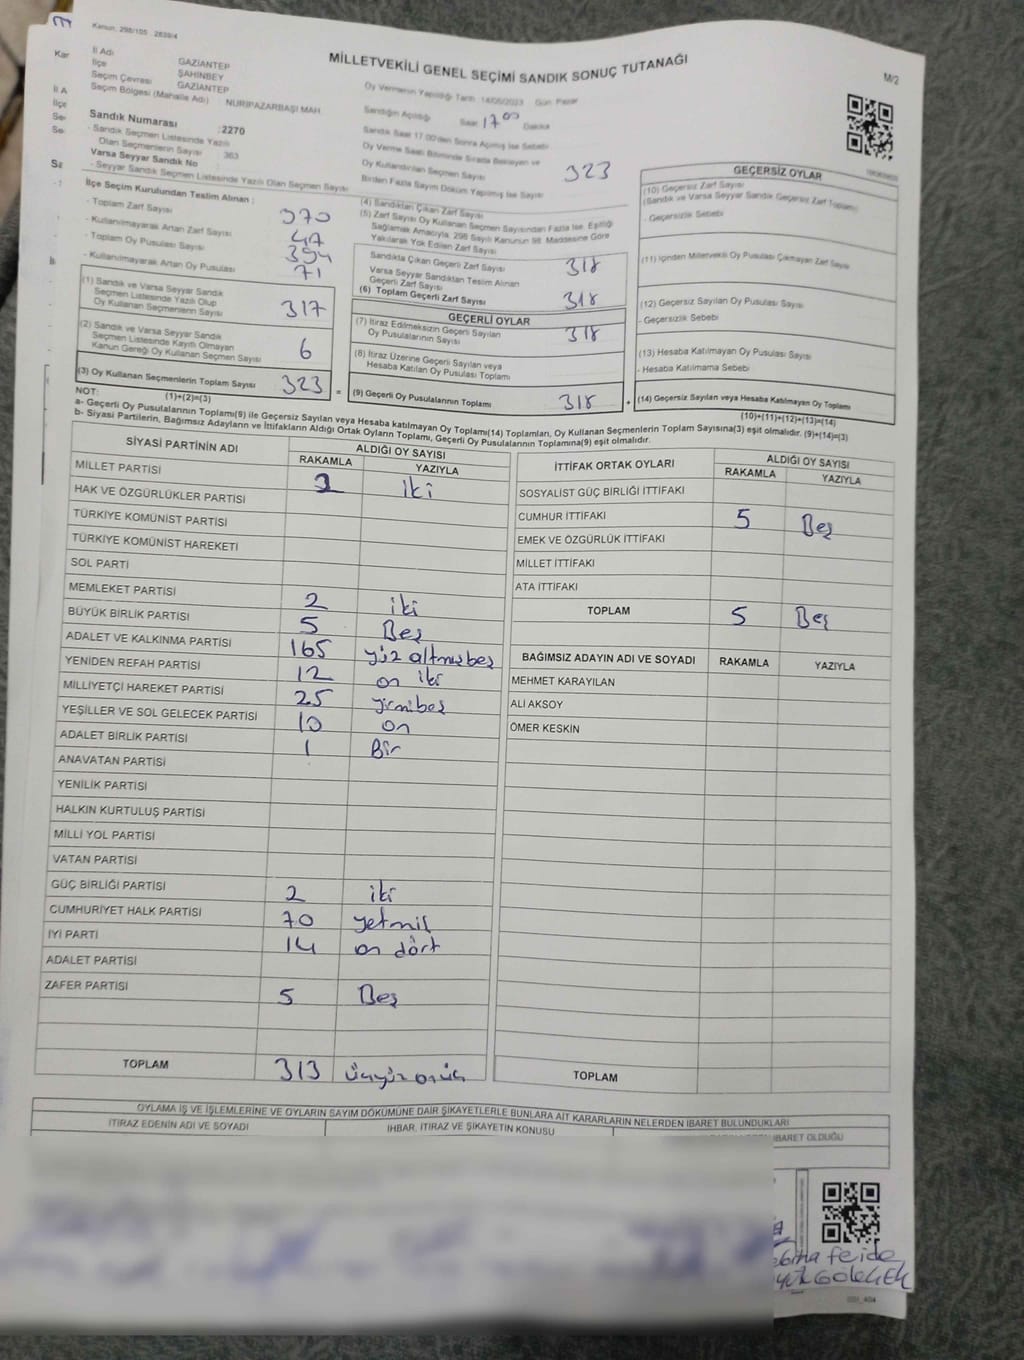 Kanun: 298/105 2839/4
MİLLETVEKİLİ GENEL SEÇİMİ SANDIK SONUÇ TUTANAĞI
M/2
İl Adı GAZİANTEP
İlçe ŞAHİNBEY
Seçim Çevresi GAZİANTEP
Seçim Bölgesi (Mahalle Adı) NURİPAZARBAŞI MAH.
Sandık Numarası : 2270
- Sandık Seçmen Listesinde Yazılı
Olan Seçmenlerin Sayısı : 363
Varsa Seyyar Sandık No
- Seyyar Sandık Seçmen Listesinde Yazılı Olan Seçmen Sayısı
Oy Vermenin Yapıldığı Tarih 14/05/2023 Gün Pazar
Sandığın Açıldığı Saat 17 00 Dakika
Sandık Saat 17:00'den Sonra Açılmış İse Sebebi
Oy Verme Saati Bitiminde Sırada Bekleyen ve
Oy Kullandırılan Seçmen Sayısı 323
Birden Fazla Sayım Döküm Yapılmış İse Sayısı
İlçe Seçim Kurulundan Teslim Alınan :
- Toplam Zarf Sayısı 370
- Kullanılmayarak Artan Zarf Sayısı 47
- Toplam Oy Pusulası Sayısı 394
- Kullanılmayarak Artan Oy Pusulası 71
(1) Sandık ve Varsa Seyyar Sandık
Seçmen Listesinde Yazılı Olup
Oy Kullanan Seçmenlerin Sayısı 317
(2) Sandık ve Varsa Seyyar Sandık
Seçmen Listesinde Kayıtlı Olmayan
Kanun Gereği Oy Kullanan Seçmen Sayısı 6
(3) Oy Kullanan Seçmenlerin Toplam Sayısı 323 =
(1)+(2)=(3)
(4) Sandıktan Çıkan Zarf Sayısı
(5) Zarf Sayısı Oy Kullanan Seçmen Sayısından Fazla İse, Eşitliği
Sağlamak Amacıyla, 298 Sayılı Kanunun 98. Maddesine Göre
Yakılarak Yok Edilen Zarf Sayısı
Sandıkta Çıkan Geçerli Zarf Sayısı 318
Varsa Seyyar Sandıktan Teslim Alınan
Geçerli Zarf Sayısı
(6) Toplam Geçerli Zarf Sayısı 318
GEÇERLİ OYLAR
(7) İtiraz Edilmeksizin Geçerli Sayılan
Oy Pusulalarının Sayısı 318
(8) İtiraz Üzerine Geçerli Sayılan veya
Hesaba Katılan Oy Pusulası Toplamı
(9) Geçerli Oy Pusulalarının Toplamı 318 +
GEÇERSİZ OYLAR
(10) Geçersiz Zarf Sayısı
(Sandık ve Varsa Seyyar Sandık Geçersiz Zarf Toplamı)
- Geçersizlik Sebebi
(11) İçinden Milletvekili Oy Pusulası Çıkmayan Zarf Sayısı
(12) Geçersiz Sayılan Oy Pusulası Sayısı
- Geçersizlik Sebebi
(13) Hesaba Katılmayan Oy Pusulası Sayısı
- Hesaba Katılmama Sebebi
(14) Geçersiz Sayılan veya Hesaba Katılmayan Oy Toplamı
(10)+(11)+(12)+(13)=(14)
NOT:
a- Geçerli Oy Pusulalarının Toplamı(9) ile Geçersiz Sayılan veya Hesaba katılmayan Oy Toplamı(14) Toplamları, Oy Kullanan Seçmenlerin Toplam Sayısına(3) eşit olmalıdır. (9)+(14)=(3)
b- Siyasi Partilerin, Bağımsız Adayların ve İttifakların Aldığı Ortak Oyların Toplamı, Geçerli Oy Pusulalarının Toplamına(9) eşit olmalıdır.
SİYASİ PARTİNİN ADI ALDIĞI OY SAYISI
RAKAMLA YAZIYLA
MİLLET PARTİSİ 2 iki
HAK VE ÖZGÜRLÜKLER PARTİSİ
TÜRKİYE KOMÜNİST PARTİSİ
TÜRKİYE KOMÜNİST HAREKETİ
SOL PARTİ
MEMLEKET PARTİSİ 2 iki
BÜYÜK BİRLİK PARTİSİ 5 Beş
ADALET VE KALKINMA PARTİSİ 165 yüz altmışbeş
YENİDEN REFAH PARTİSİ 12 on iki
MİLLİYETÇİ HAREKET PARTİSİ 25 yirmibeş
YEŞİLLER VE SOL GELECEK PARTİSİ 10 on
ADALET BİRLİK PARTİSİ 1 Bir
ANAVATAN PARTİSİ
YENİLİK PARTİSİ
HALKIN KURTULUŞ PARTİSİ
MİLLİ YOL PARTİSİ
VATAN PARTİSİ
GÜÇ BİRLİĞİ PARTİSİ 2 iki
CUMHURİYET HALK PARTİSİ 70 yetmiş
İYİ PARTİ 14 on dört
ADALET PARTİSİ
ZAFER PARTİSİ 5 Beş
TOPLAM 313 üçyüz onüç
İTTİFAK ORTAK OYLARI ALDIĞI OY SAYISI
RAKAMLA YAZIYLA
SOSYALİST GÜÇ BİRLİĞİ İTTİFAKI
CUMHUR İTTİFAKI 5 Beş
EMEK VE ÖZGÜRLÜK İTTİFAKI
MİLLET İTTİFAKI
ATA İTTİFAKI
TOPLAM 5 Beş
BAĞIMSIZ ADAYIN ADI VE SOYADI RAKAMLA YAZIYLA
MEHMET KARAYILAN
ALİ AKSOY
ÖMER KESKİN
TOPLAM
OYLAMA İŞ VE İŞLEMLERİNE VE OYLARIN SAYIM DÖKÜMÜNE DAİR ŞİKAYETLERLE BUNLARA AİT KARARLARIN NELERDEN İBARET BULUNDUKLARI
İTİRAZ EDENİN ADI VE SOYADI İHBAR, İTİRAZ VE ŞİKAYETİN KONUSU İBARET OLDUĞU